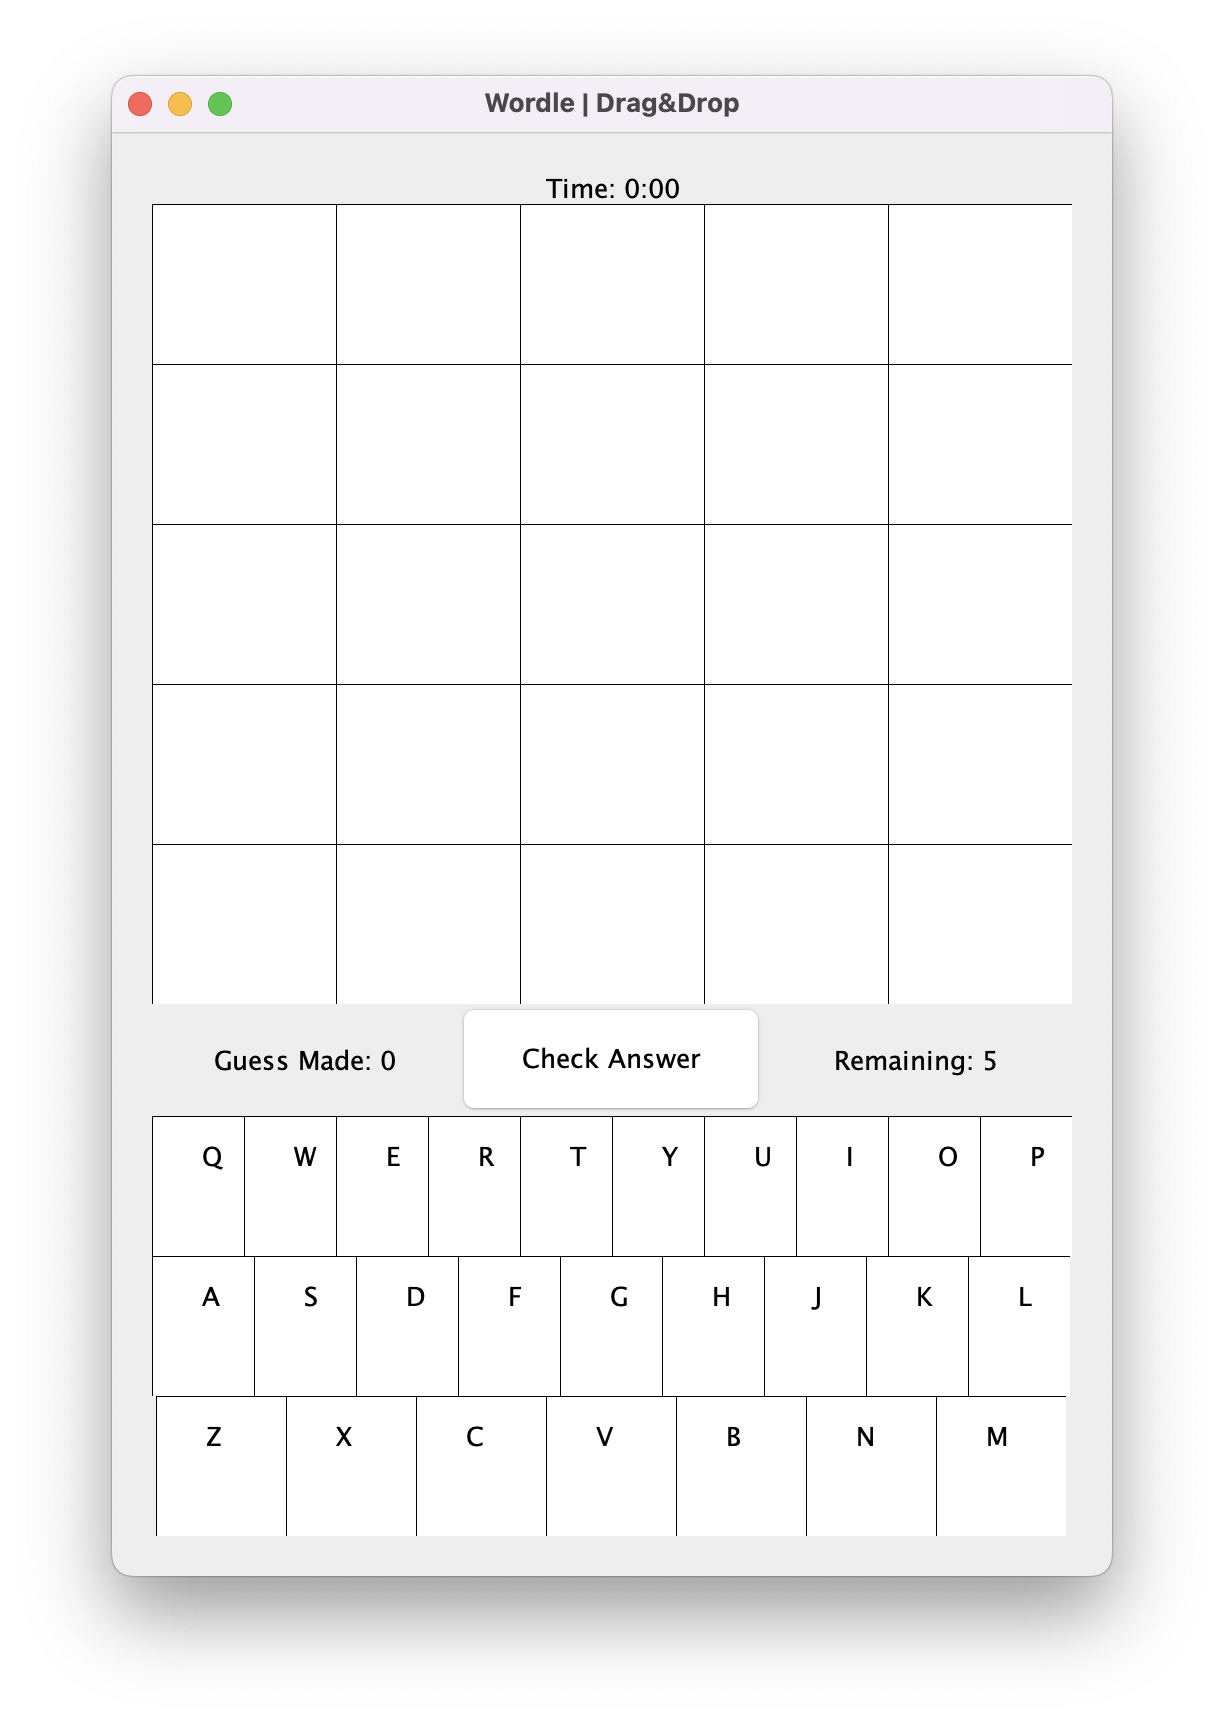 Wordle | Drag&Drop
Time: 0:00
Guess Made: 0 Check Answer Remaining: 5
Q W E R T Y U I O P
A S D F G H J K L
Z X C V B N M